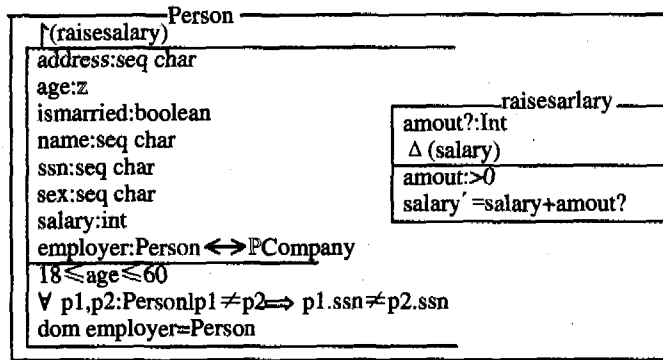 Person
↾(raisesalary)
address:seq char
age:ℤ
ismarried:boolean
name:seq char
ssn:seq char
sex:seq char
salary:int
employer:Person⟷ℙCompany
18≤age≤60
∀ p1,p2:Person|p1≠p2⟹ p1.ssn≠p2.ssn
dom employer=Person
raisesarlary
amout?:Int
Δ (salary)
amout:>0
salary′=salary+amout?